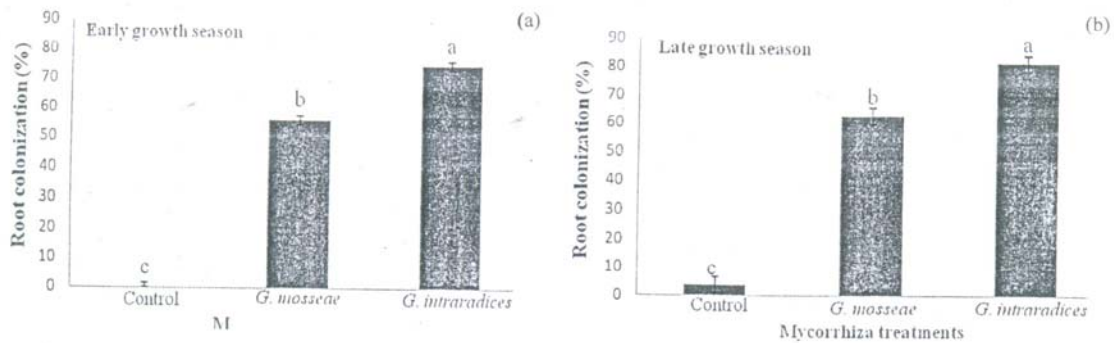 (a)
Early growth season
Root colonization (%)
90
80
70
60
50
40
30
20
10
0
c
b
a
Control
G. mosseae
G. intraradices
M
(b)
Late growth season
Root colonization (%)
90
80
70
60
50
40
30
20
10
0
c
b
a
Control
G. mosseae
G. intraradices
Mycorrhiza treatments